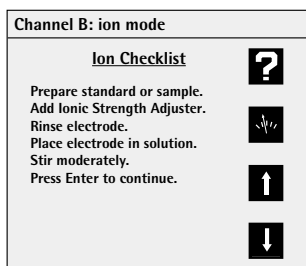 Channel B: ion mode
Ion Checklist
?
Prepare standard or sample.
Add Ionic Strength Adjuster.
Rinse electrode.
Place electrode in solution.
Stir moderately.
Press Enter to continue.